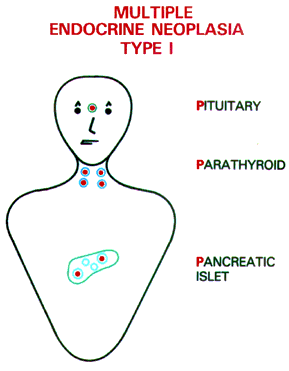 MULTIPLE
ENDOCRINE NEOPLASIA
TYPE I
PITUITARY
PARATHYROID
PANCREATIC
ISLET